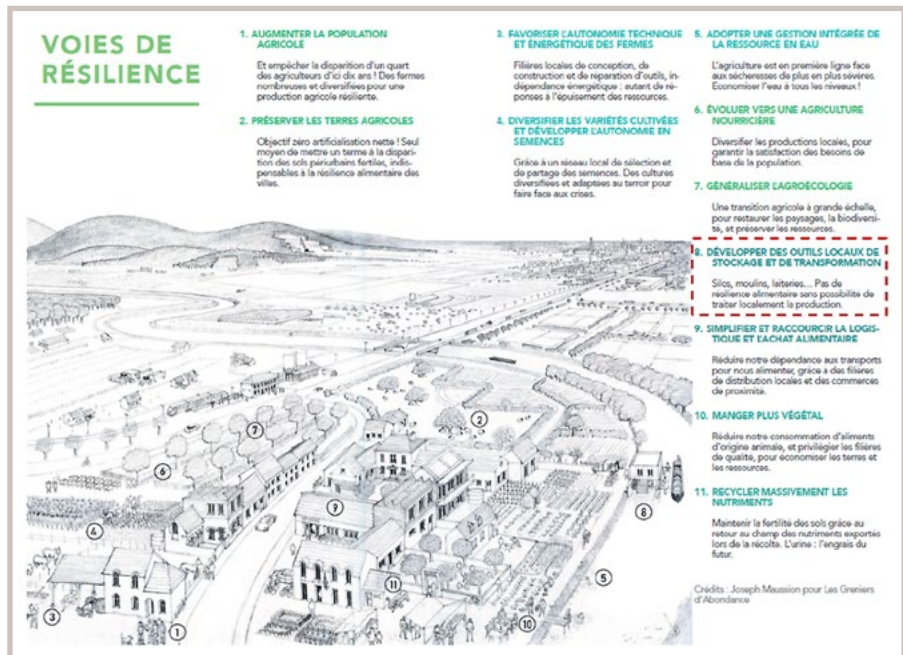 VOIES DE
RÉSILIENCE
1. AUGMENTER LA POPULATION
AGRICOLE
Et empêcher la disparition d'un quart
des agriculteurs d'ici dix ans ! Des fermes
nombreuses et diversifiées pour une
production agricole résiliente.
2. PRÉSERVER LES TERRES AGRICOLES
Objectif zéro artificialisation nette ! Seul
moyen de mettre un terme à la dispari-
tion des sols périurbains fertiles, indis-
pensables à la résilience alimentaire des
villes.
3. FAVORISER L'AUTONOMIE TECHNIQUE
ET ÉNERGÉTIQUE DES FERMES
Filières locales de conception, de
construction et de réparation d'outils, in-
dépendance énergétique : autant de ré-
ponses à l'épuisement des ressources.
4. DIVERSIFIER LES VARIÉTÉS CULTIVÉES
ET DÉVELOPPER L'AUTONOMIE EN
SEMENCES
Grâce à un réseau local de sélection et
de partage des semences. Des cultures
diversifiées et adaptées au terroir pour
faire face aux crises.
5. ADOPTER UNE GESTION INTÉGRÉE DE
LA RESSOURCE EN EAU
L'agriculture est en première ligne face
aux sécheresses de plus en plus sévères.
Économiser l'eau à tous les niveaux !
6. ÉVOLUER VERS UNE AGRICULTURE
NOURRICIÈRE
Diversifier les productions locales, pour
garantir la satisfaction des besoins de
base de la population.
7. GÉNÉRALISER L'AGROÉCOLOGIE
Une transition agricole à grande échelle,
pour restaurer les paysages, la biodiversi-
té, et préserver les ressources.
8. DÉVELOPPER DES OUTILS LOCAUX DE
STOCKAGE ET DE TRANSFORMATION
Silos, moulins, laiteries... Pas de
résilience alimentaire sans possibilité de
traiter localement la production.
9. SIMPLIFIER ET RACCOURCIR LA LOGIS-
TIQUE ET L'ACHAT ALIMENTAIRE
Réduire notre dépendance aux transports
pour nous alimenter, grâce à des filières
de distribution locales et des commerces
de proximité.
10. MANGER PLUS VÉGÉTAL
Réduire notre consommation d'aliments
d'origine animale, et privilégier les filières
de qualité, pour économiser les terres et
les ressources.
11. RECYCLER MASSIVEMENT LES
NUTRIMENTS
Maintenir la fertilité des sols grâce au
retour au champ des nutriments exportés
lors de la récolte. L'urine : l'engrais du
futur.
Crédits : Joseph Maussion pour Les Greniers
d'Abondance
7
2
6
9
8
4
11
5
3
1
10